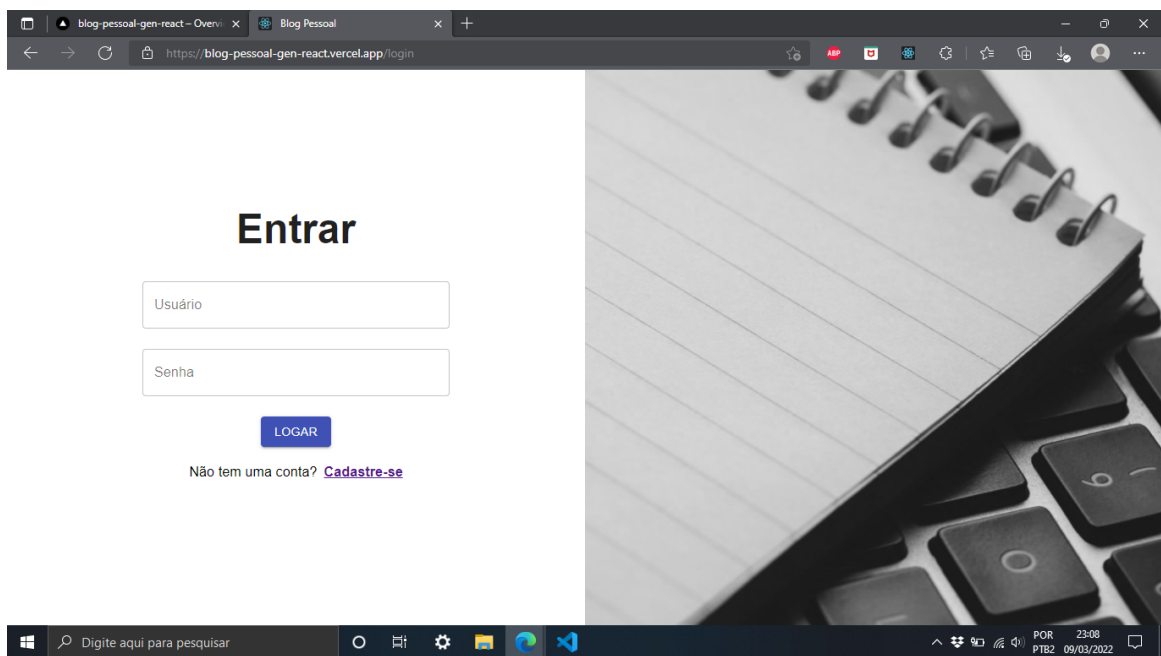 blog-pessoal-gen-react – Overvi
Blog Pessoal
https://blog-pessoal-gen-react.vercel.app/login
ABP
Entrar
Usuário
Senha
LOGAR
Não tem uma conta? Cadastre-se
Digite aqui para pesquisar
POR
PTB2
23:08
09/03/2022